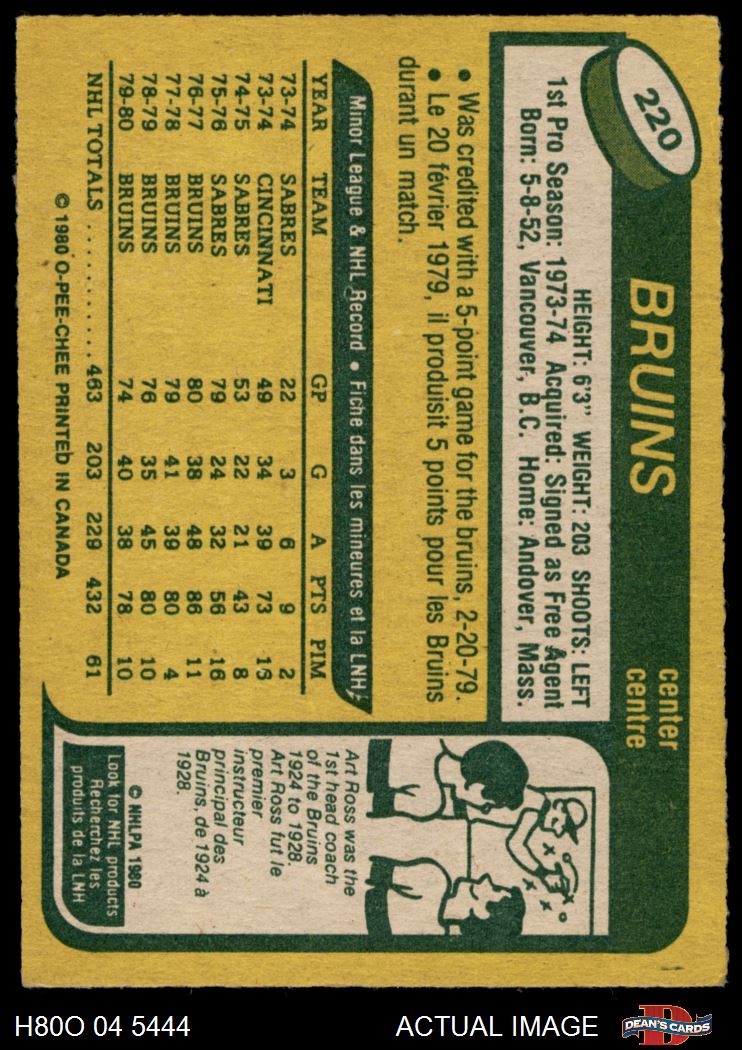 220
BRUINS
center
centre
HEIGHT: 6'3" WEIGHT: 203 SHOOTS: LEFT
1st Pro Season: 1973-74 Acquired: Signed as Free Agent
Born: 5-8-52, Vancouver, B.C. Home: Andover, Mass.
• Was credited with a 5-point game for the bruins, 2-20-79.
• Le 20 février 1979, il produisit 5 points pour les Bruins
durant un match.
Minor League & NHL Record • Fiche dans les mineures et la LNH
YEAR TEAM GP G A PTS PIM
73-74 SABRES 22 3 6 9 2
73-74 CINCINNATI 49 34 39 73 15
74-75 SABRES 53 22 21 43 8
75-76 SABRES 79 24 32 56 16
76-77 BRUINS 80 38 48 86 11
77-78 BRUINS 79 41 39 80 4
78-79 BRUINS 76 35 45 80 10
79-80 BRUINS 74 40 38 78 10
NHL TOTALS .......... 463 203 229 432 61
© 1980 O-PEE-CHEE PRINTED IN CANADA
x x x x o
Art Ross was the
1st head coach
of the Bruins
1924 to 1928.
Art Ross fut le
premier
instructeur
principal des
Bruins, de 1924 à
1928.
© NHLPA 1980
Look for NHL products
Recherchez les
produits de la LNH
H80O 04 5444
ACTUAL IMAGE
D
DEAN'S CARDS